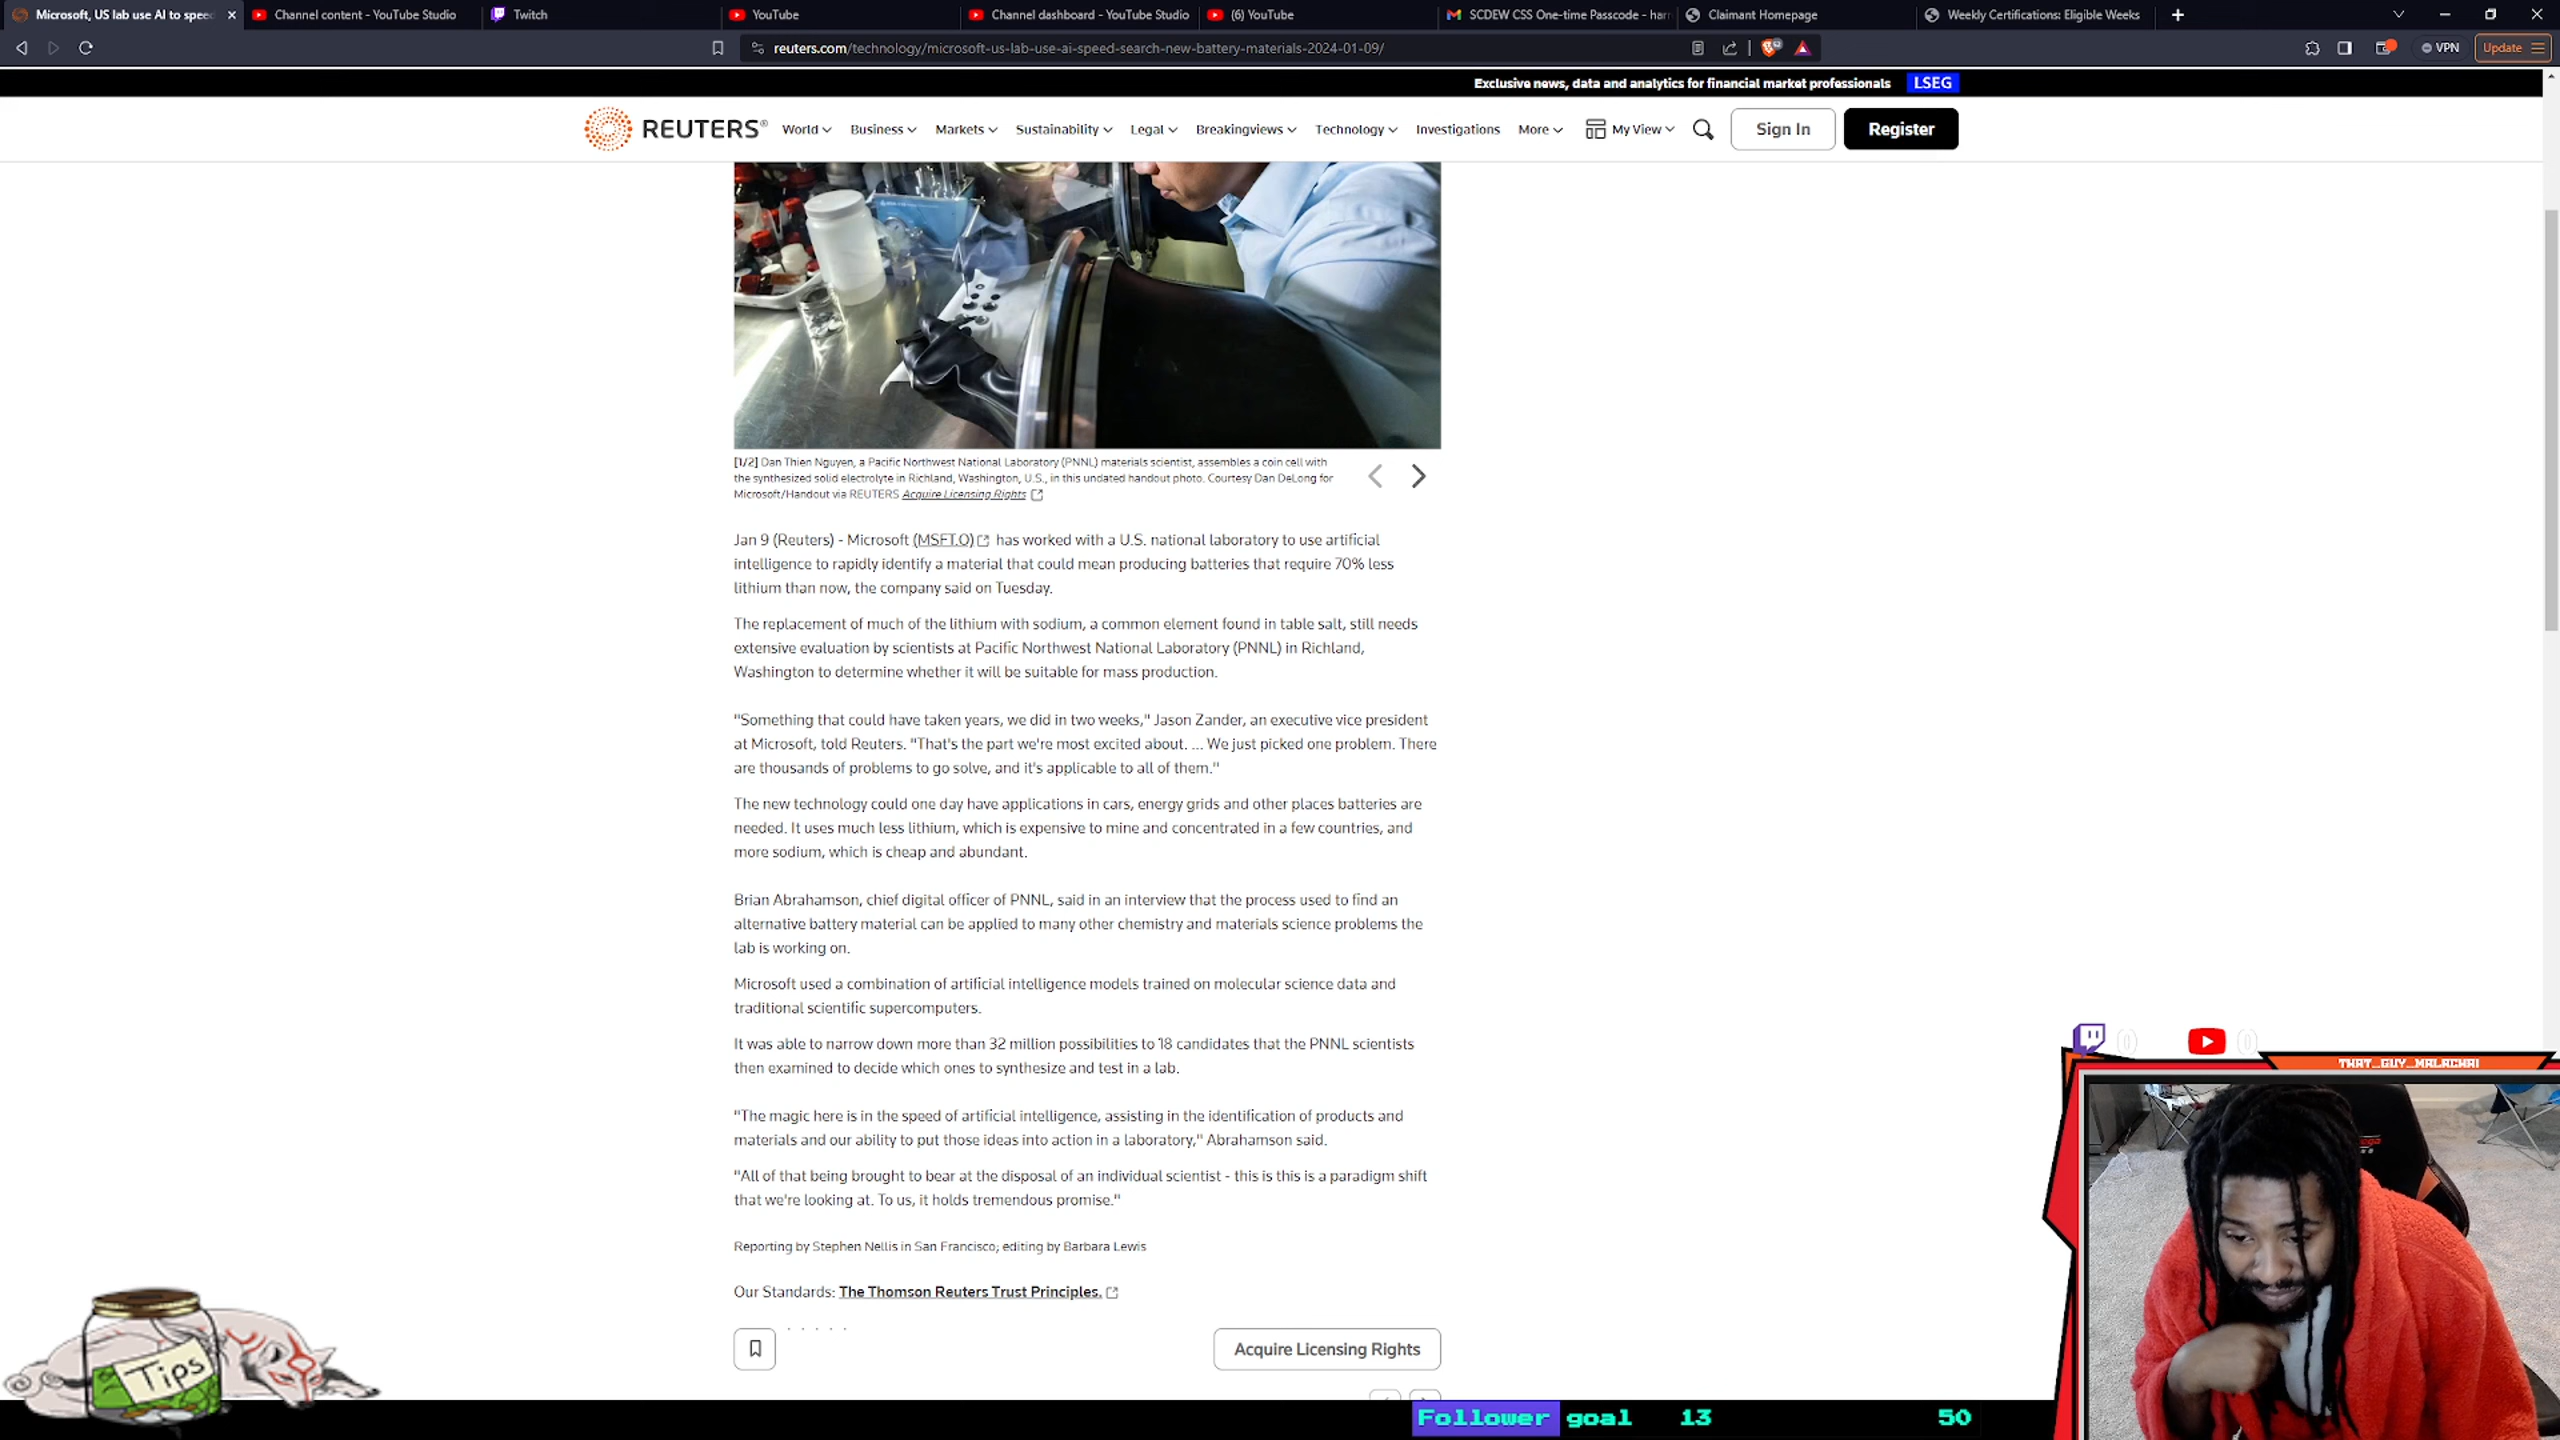 Microsoft, US lab use AI to speed
Channel content - YouTube Studio
Twitch
YouTube
Channel dashboard - YouTube Studio
(6) YouTube
SCDEW CSS One-time Passcode - harr
Claimant Homepage
Weekly Certifications: Eligible Weeks
reuters.com/technology/microsoft-us-lab-use-ai-speed-search-new-battery-materials-2024-01-09/
VPN
Update
Exclusive news, data and analytics for financial market professionals LSEG
REUTERS®
World
Business
Markets
Sustainability
Legal
Breakingviews
Technology
Investigations
More
My View
Sign In
Register
[1/2] Dan Thien Nguyen, a Pacific Northwest National Laboratory (PNNL) materials scientist, assembles a coin cell with
the synthesized solid electrolyte in Richland, Washington, U.S., in this undated handout photo. Courtesy Dan DeLong for
Microsoft/Handout via REUTERS Acquire Licensing Rights
Jan 9 (Reuters) - Microsoft (MSFT.O) has worked with a U.S. national laboratory to use artificial
intelligence to rapidly identify a material that could mean producing batteries that require 70% less
lithium than now, the company said on Tuesday.
The replacement of much of the lithium with sodium, a common element found in table salt, still needs
extensive evaluation by scientists at Pacific Northwest National Laboratory (PNNL) in Richland,
Washington to determine whether it will be suitable for mass production.
"Something that could have taken years, we did in two weeks," Jason Zander, an executive vice president
at Microsoft, told Reuters. "That's the part we're most excited about. ... We just picked one problem. There
are thousands of problems to go solve, and it's applicable to all of them."
The new technology could one day have applications in cars, energy grids and other places batteries are
needed. It uses much less lithium, which is expensive to mine and concentrated in a few countries, and
more sodium, which is cheap and abundant.
Brian Abrahamson, chief digital officer of PNNL, said in an interview that the process used to find an
alternative battery material can be applied to many other chemistry and materials science problems the
lab is working on.
Microsoft used a combination of artificial intelligence models trained on molecular science data and
traditional scientific supercomputers.
It was able to narrow down more than 32 million possibilities to 18 candidates that the PNNL scientists
then examined to decide which ones to synthesize and test in a lab.
"The magic here is in the speed of artificial intelligence, assisting in the identification of products and
materials and our ability to put those ideas into action in a laboratory," Abrahamson said.
"All of that being brought to bear at the disposal of an individual scientist - this is this is a paradigm shift
that we're looking at. To us, it holds tremendous promise."
Reporting by Stephen Nellis in San Francisco; editing by Barbara Lewis
Our Standards: The Thomson Reuters Trust Principles.
Acquire Licensing Rights
0
0
THAT_GUY_MALACHAI
Tips
Follower goal 13 50